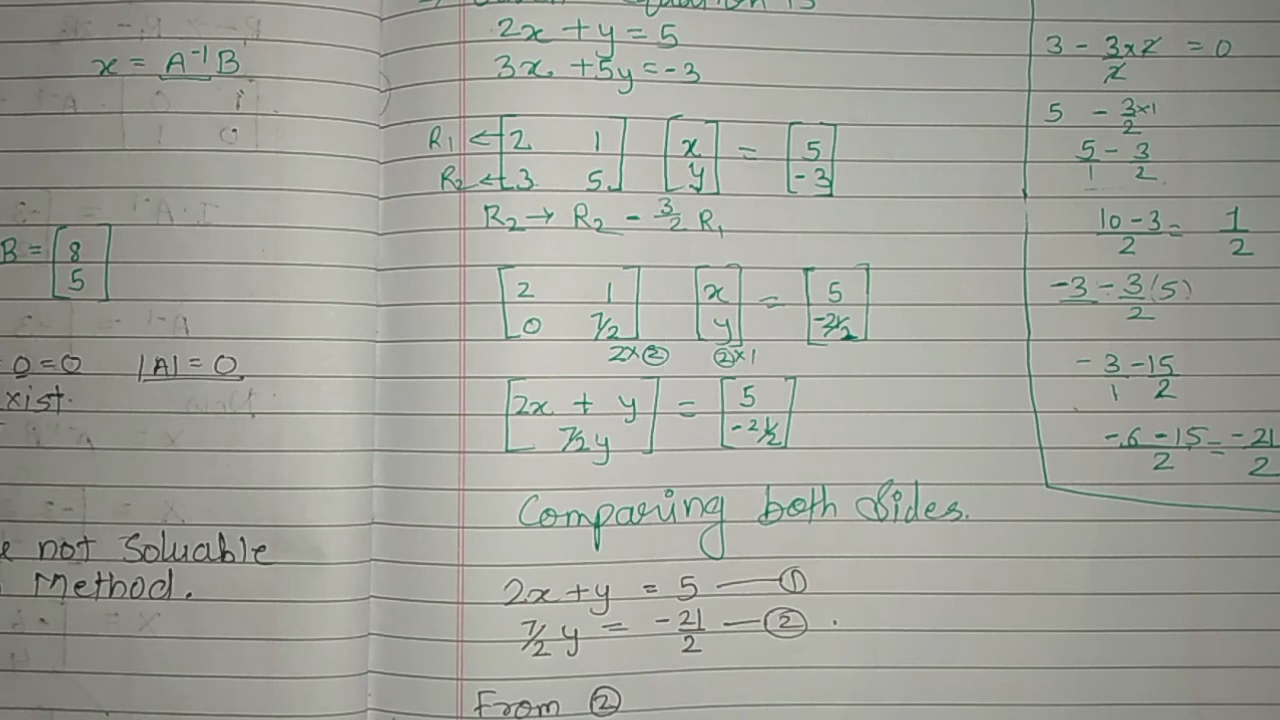 x = A⁻¹B
B = [8
5]
0=0 |A| = 0
xist.
not Soluable
Method.
2x + y = 5
3x + 5y = -3
R₁ ← [2 1] [x] = [5]
R₂ ← [3 5] [y] = [-3]
R₂ → R₂ - 3/2 R₁
[2 1] [x] = [5]
[0 7/2] [y] = [-21/2]
2×② ②×1
[2x + y] = [5]
[7/2 y] = [-21/2]
Comparing both Sides.
2x + y = 5 — ①
7/2 y = -21/2 — ② .
From ②
3 - 3×2/2 = 0
5 - 3×1/2
5/1 - 3/2
10-3/2 = 1/2
-3 - 3/2 (5)
-3/1 - 15/2
-6-15/2 = -21/2